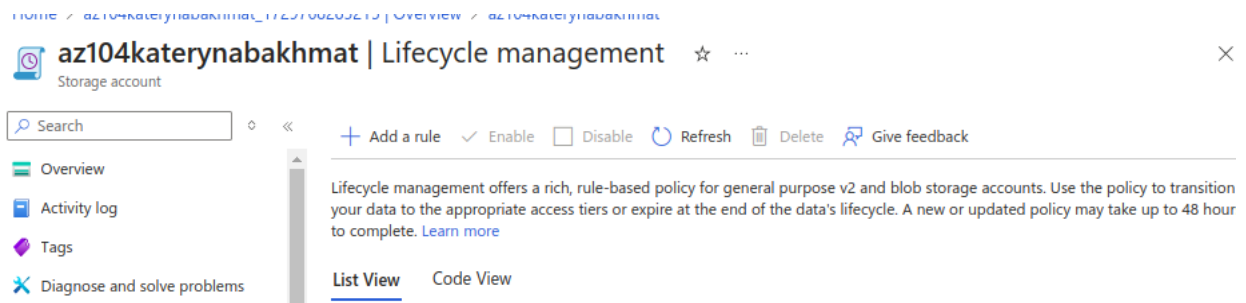 Home > az104katerynabakhmat_1729706265215 | Overview > az104katerynabakhmat
az104katerynabakhmat | Lifecycle management
Storage account
Search
Add a rule Enable Disable Refresh Delete Give feedback
Overview
Lifecycle management offers a rich, rule-based policy for general purpose v2 and blob storage accounts. Use the policy to transition
Activity log
your data to the appropriate access tiers or expire at the end of the data's lifecycle. A new or updated policy may take up to 48 hour
to complete. Learn more
Tags
List View Code View
Diagnose and solve problems